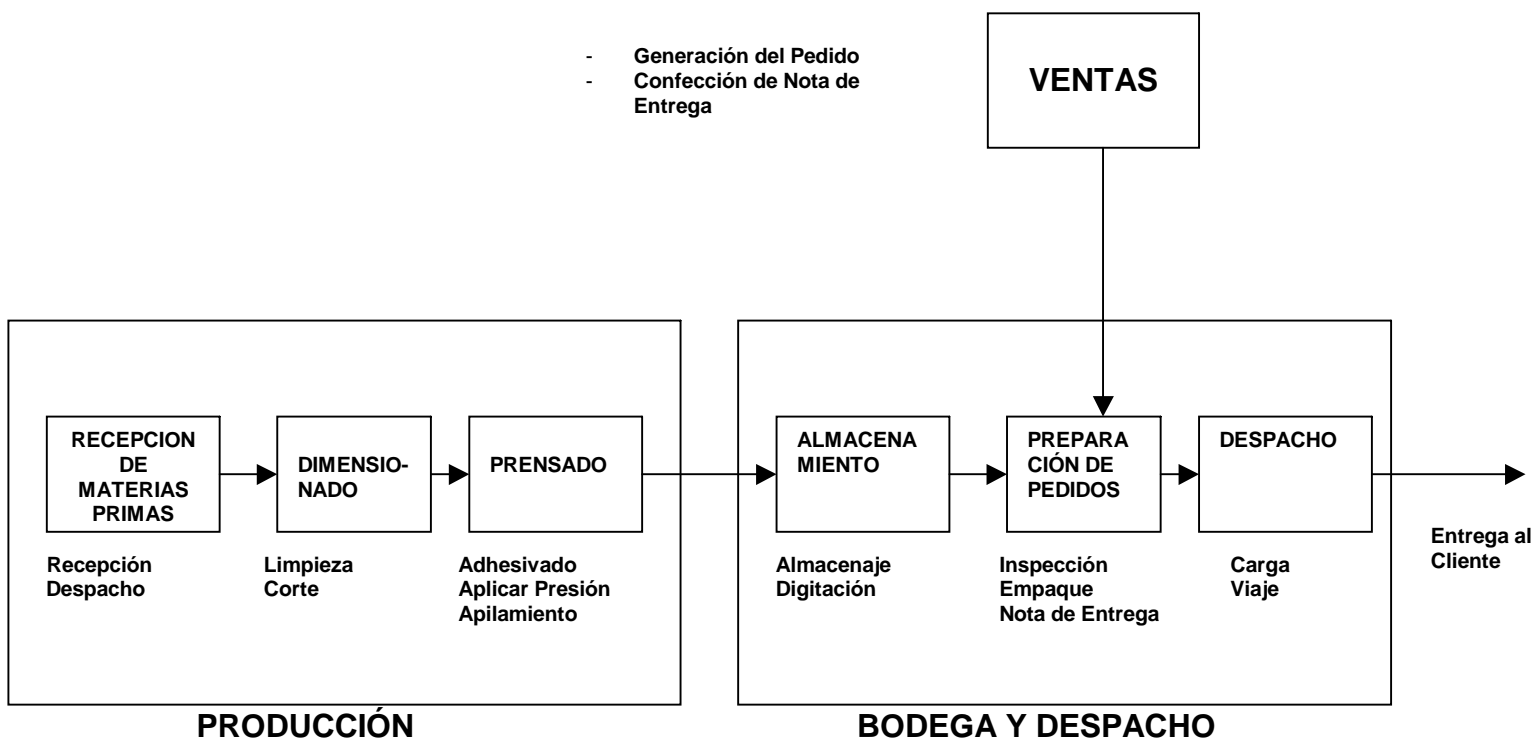 - Generación del Pedido
- Confección de Nota de
Entrega
VENTAS
RECEPCION
DE
MATERIAS
PRIMAS
DIMENSIO-
NADO
PRENSADO
ALMACENA
MIENTO
PREPARA
CIÓN DE
PEDIDOS
DESPACHO
Recepción
Despacho
Limpieza
Corte
Adhesivado
Aplicar Presión
Apilamiento
Almacenaje
Digitación
Inspección
Empaque
Nota de Entrega
Carga
Viaje
Entrega al
Cliente
PRODUCCIÓN
BODEGA Y DESPACHO